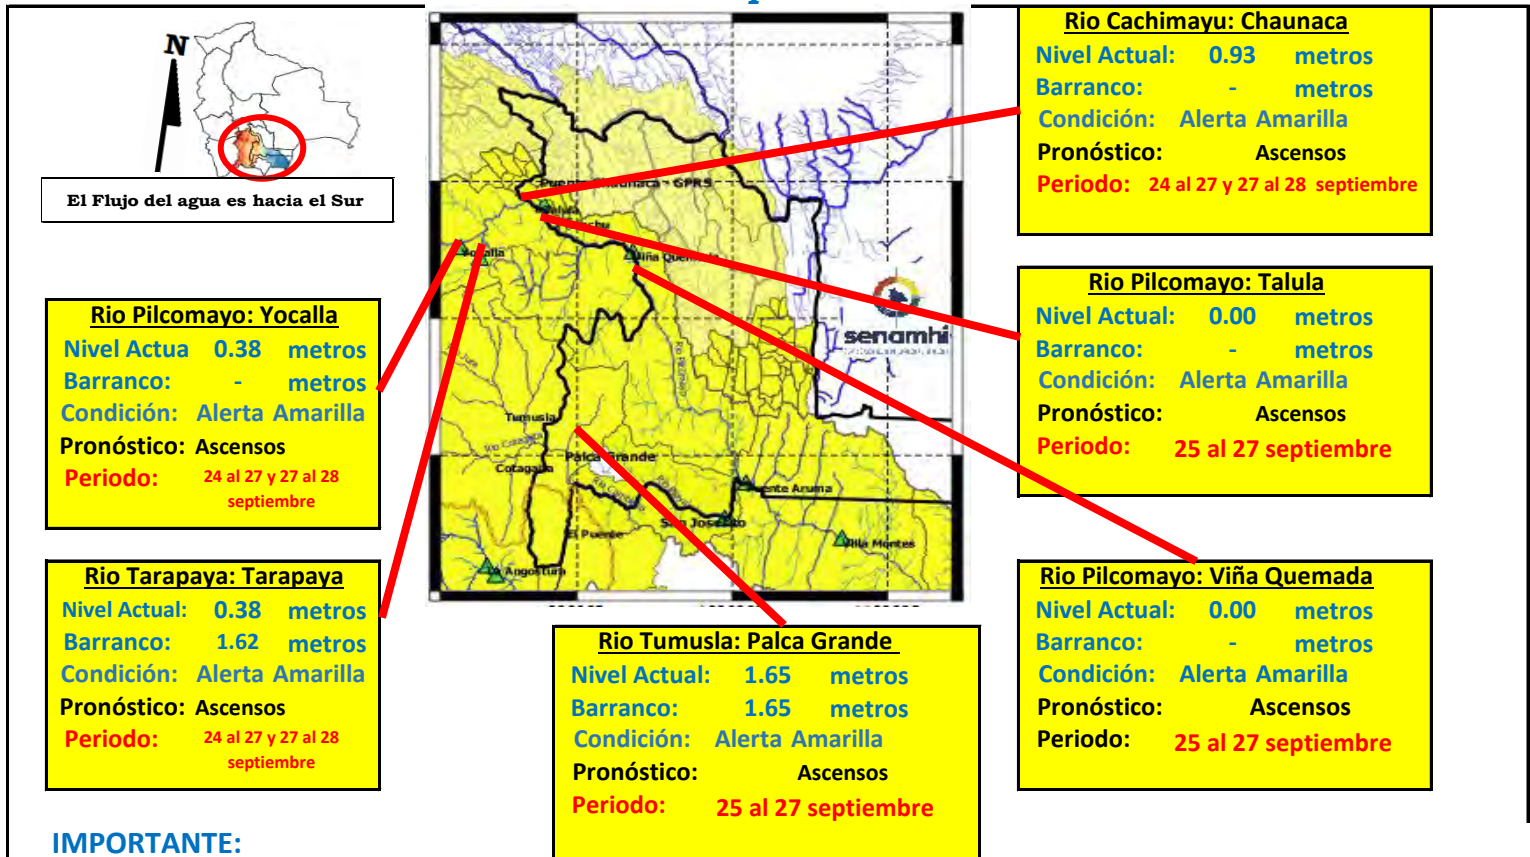 N
El Flujo del agua es hacia el Sur
Rio Pilcomayo: Yocalla
Nivel Actua 0.38 metros
Barranco: - metros
Condición: Alerta Amarilla
Pronóstico: Ascensos
Periodo: 24 al 27 y 27 al 28
septiembre
Rio Tarapaya: Tarapaya
Nivel Actual: 0.38 metros
Barranco: 1.62 metros
Condición: Alerta Amarilla
Pronóstico: Ascensos
Periodo: 24 al 27 y 27 al 28
septiembre
IMPORTANTE:
Puente Chaunaca - GPRS
Talula
Yocalla
Viña Quemada
senamhi
Tumusla
Cotagaita
Palca Grande
Puente Aruma
San Josecito
El Puente
Villa Montes
La Angostura
Rio Tumusla: Palca Grande
Nivel Actual: 1.65 metros
Barranco: 1.65 metros
Condición: Alerta Amarilla
Pronóstico: Ascensos
Periodo: 25 al 27 septiembre
Rio Cachimayu: Chaunaca
Nivel Actual: 0.93 metros
Barranco: - metros
Condición: Alerta Amarilla
Pronóstico: Ascensos
Periodo: 24 al 27 y 27 al 28 septiembre
Rio Pilcomayo: Talula
Nivel Actual: 0.00 metros
Barranco: - metros
Condición: Alerta Amarilla
Pronóstico: Ascensos
Periodo: 25 al 27 septiembre
Rio Pilcomayo: Viña Quemada
Nivel Actual: 0.00 metros
Barranco: - metros
Condición: Alerta Amarilla
Pronóstico: Ascensos
Periodo: 25 al 27 septiembre